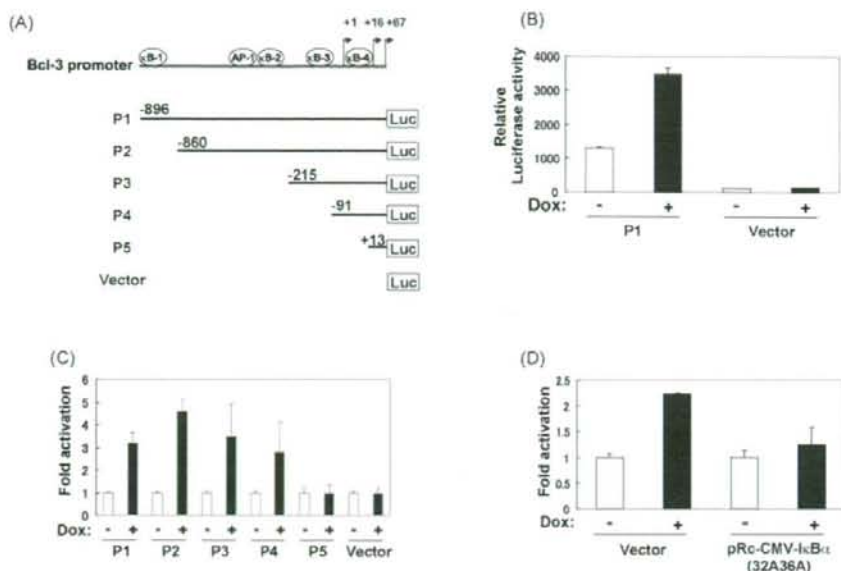 (A)
+1 +16 +67
κB-1 AP-1 κB-2 κB-3 κB-4
Bcl-3 promoter
-896
P1 Luc
-860
P2 Luc
-215
P3 Luc
-91
P4 Luc
+13
P5 Luc
Vector Luc
(B)
Relative
Luciferase activity
4000
3000
2000
1000
0
Dox: - + - +
P1 Vector
(C)
Fold activation
6
5
4
3
2
1
0
Dox: - + - + - + - + - + - +
P1 P2 P3 P4 P5 Vector
(D)
Fold activation
2.5
2
1.5
1
0.5
0
Dox: - + - +
Vector pRc-CMV-IκBα
(32A36A)